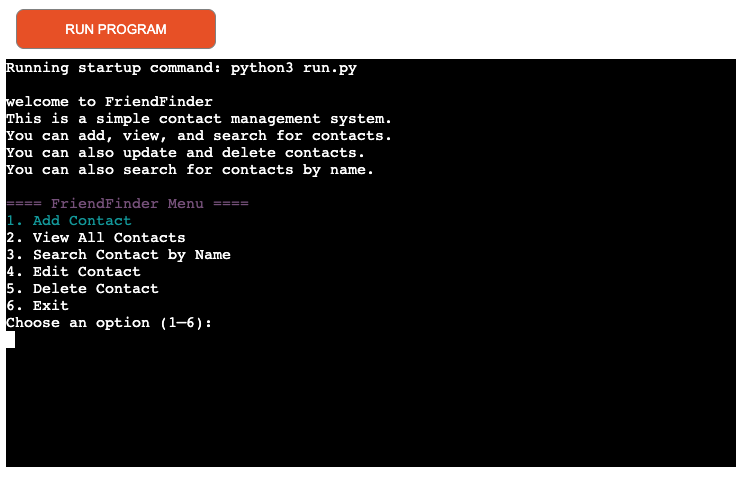 RUN PROGRAM
Running startup command: python3 run.py
welcome to FriendFinder
This is a simple contact management system.
You can add, view, and search for contacts.
You can also update and delete contacts.
You can also search for contacts by name.
==== FriendFinder Menu ====
1. Add Contact
2. View All Contacts
3. Search Contact by Name
4. Edit Contact
5. Delete Contact
6. Exit
Choose an option (1–6):